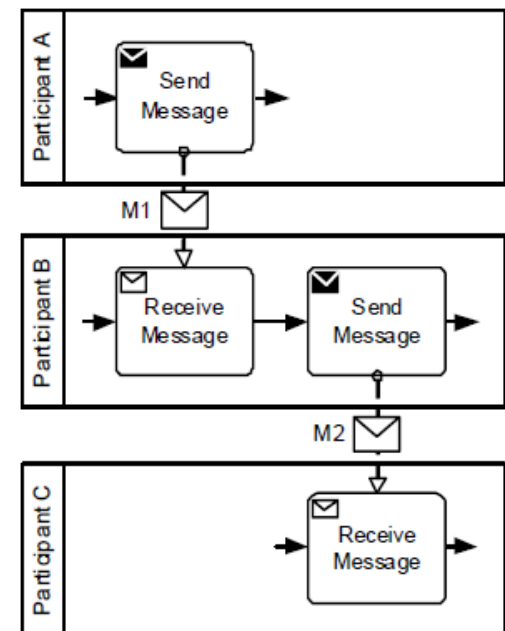 Participant A
Send
Message
M1
Participant B
Receive
Message
Send
Message
M2
Participant C
Receive
Message